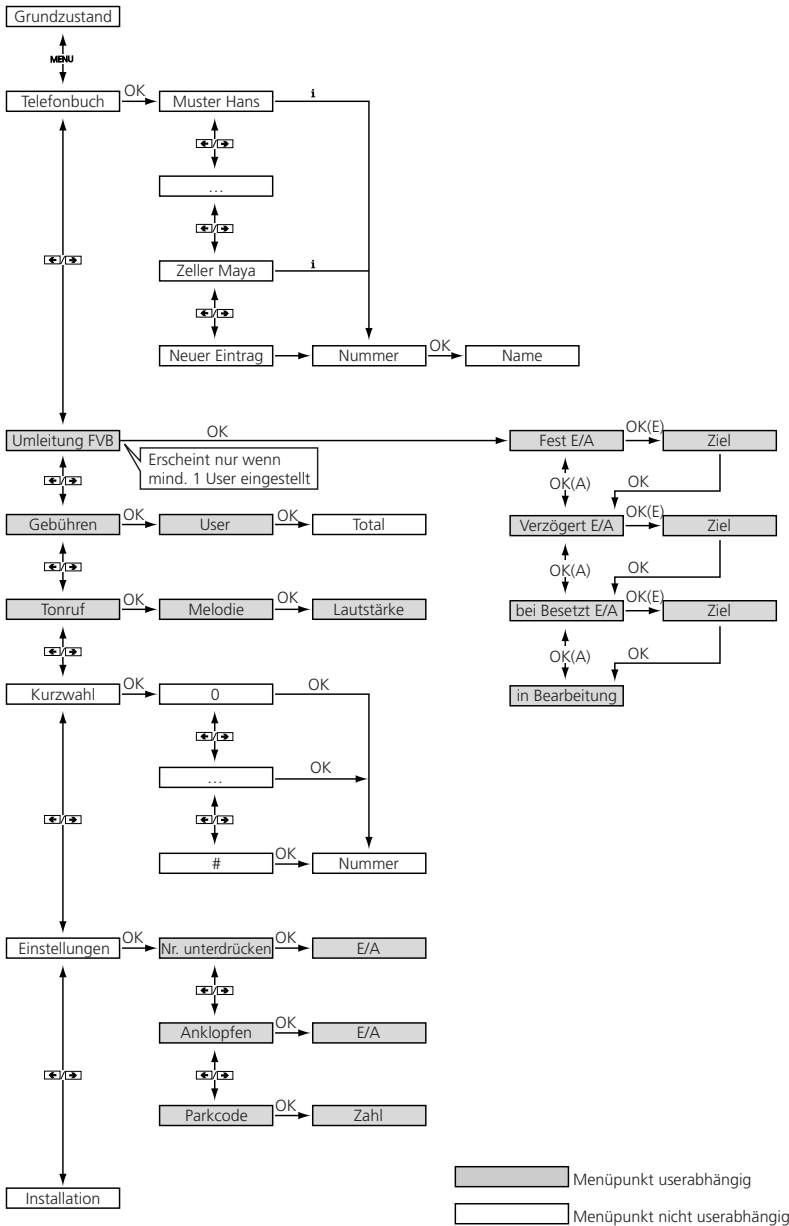 Grundzustand
MENU
Telefonbuch
OK
Muster Hans
i
…
Zeller Maya
i
Neuer Eintrag
Nummer
OK
Name
Umleitung FVB
OK
Erscheint nur wenn
mind. 1 User eingestellt
Fest E/A
OK(E)
Ziel
OK(A)
OK
Verzögert E/A
OK(E)
Ziel
OK(A)
OK
bei Besetzt E/A
OK(E)
Ziel
OK(A)
OK
in Bearbeitung
Gebühren
OK
User
OK
Total
Tonruf
OK
Melodie
OK
Lautstärke
Kurzwahl
OK
0
OK
…
OK
#
OK
Nummer
Einstellungen
OK
Nr. unterdrücken
OK
E/A
Anklopfen
OK
E/A
Parkcode
OK
Zahl
Installation
Menüpunkt userabhängig
Menüpunkt nicht userabhängig